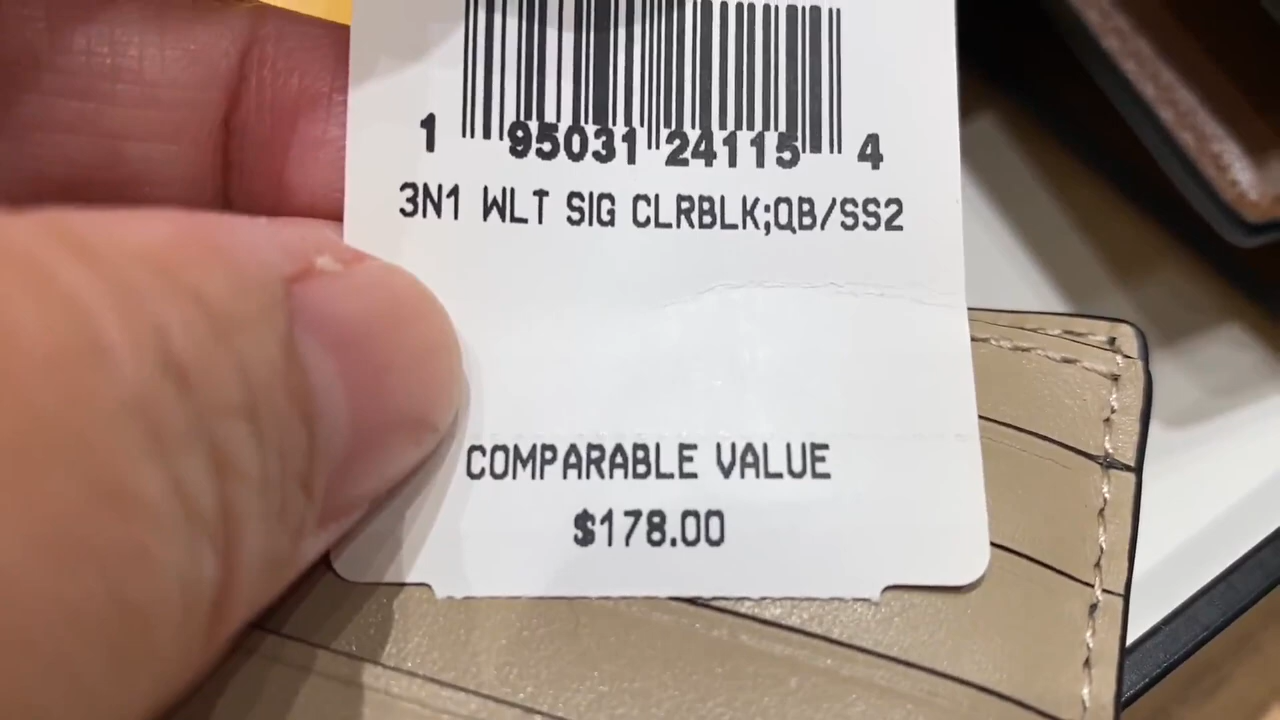 1 95031 24115 4
3N1 WLT SIG CLRBLK;QB/SS2
COMPARABLE VALUE
$178.00